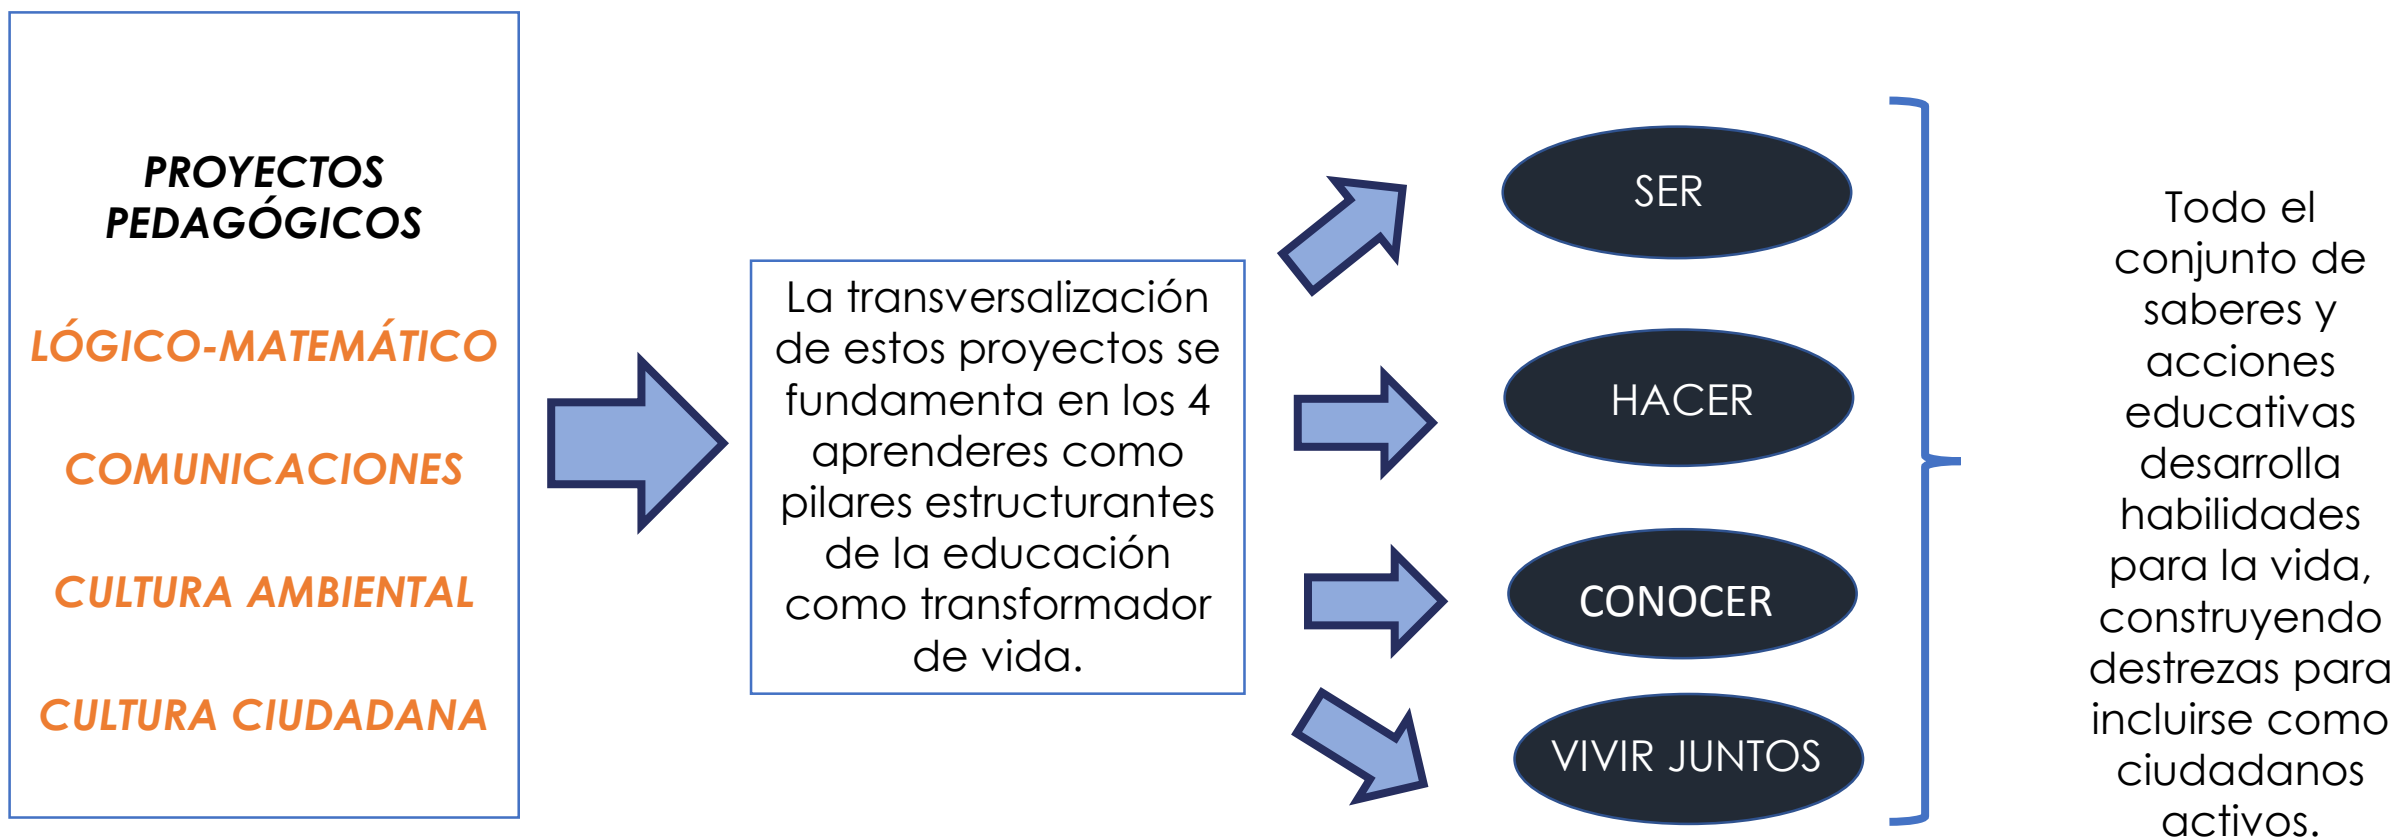 PROYECTOS
PEDAGÓGICOS
LÓGICO-MATEMÁTICO
COMUNICACIONES
CULTURA AMBIENTAL
CULTURA CIUDADANA
La transversalización
de estos proyectos se
fundamenta en los 4
aprenderes como
pilares estructurantes
de la educación
como transformador
de vida.
SER
HACER
CONOCER
VIVIR JUNTOS
Todo el
conjunto de
saberes y
acciones
educativas
desarrolla
habilidades
para la vida,
construyendo
destrezas para
incluirse como
ciudadanos
activos.